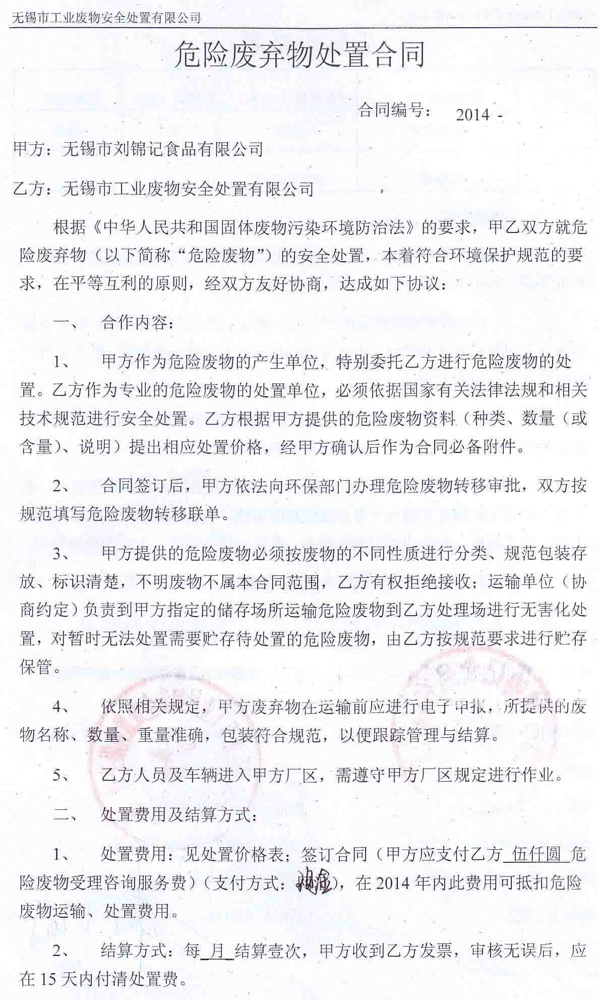 无锡市工业废物安全处置有限公司
危险废弃物处置合同
合同编号： 2014 -
甲方：无锡市刘锦记食品有限公司
乙方：无锡市工业废物安全处置有限公司
根据《中华人民共和国固体废物污染环境防治法》的要求，甲乙双方就危
险废弃物（以下简称“危险废物”）的安全处置，本着符合环境保护规范的要
求，在平等互利的原则，经双方友好协商，达成如下协议：
一、 合作内容：
1、 甲方作为危险废物的产生单位，特别委托乙方进行危险废物的处
置。乙方作为专业的危险废物的处置单位，必须依据国家有关法律法规和相关
技术规范进行安全处置。乙方根据甲方提供的危险废物资料（种类、数量（或
含量）、说明）提出相应处置价格，经甲方确认后作为合同必备附件。
2、 合同签订后，甲方依法向环保部门办理危险废物转移审批，双方按
规范填写危险废物转移联单。
3、 甲方提供的危险废物必须按废物的不同性质进行分类、规范包装存
放、标识清楚，不明废物不属本合同范围，乙方有权拒绝接收；运输单位（协
商约定）负责到甲方指定的储存场所运输危险废物到乙方处理场进行无害化处
置，对暂时无法处置需要贮存待处置的危险废物，由乙方按规范要求进行贮存
保管。
4、 依照相关规定，甲方废弃物在运输前应进行电子申报，所提供的废
物名称、数量、重量准确，包装符合规范，以便跟踪管理与结算。
5、 乙方人员及车辆进入甲方厂区，需遵守甲方厂区规定进行作业。
二、 处置费用及结算方式：
1、 处置费用：见处置价格表；签订合同（甲方应支付乙方 伍仟圆 危
险废物受理咨询服务费）（支付方式：），在 2014 年内此费用可抵扣危险
废物运输、处置费用。
2、 结算方式：每 月 结算壹次，甲方收到乙方发票，审核无误后，应
在 15 天内付清处置费。